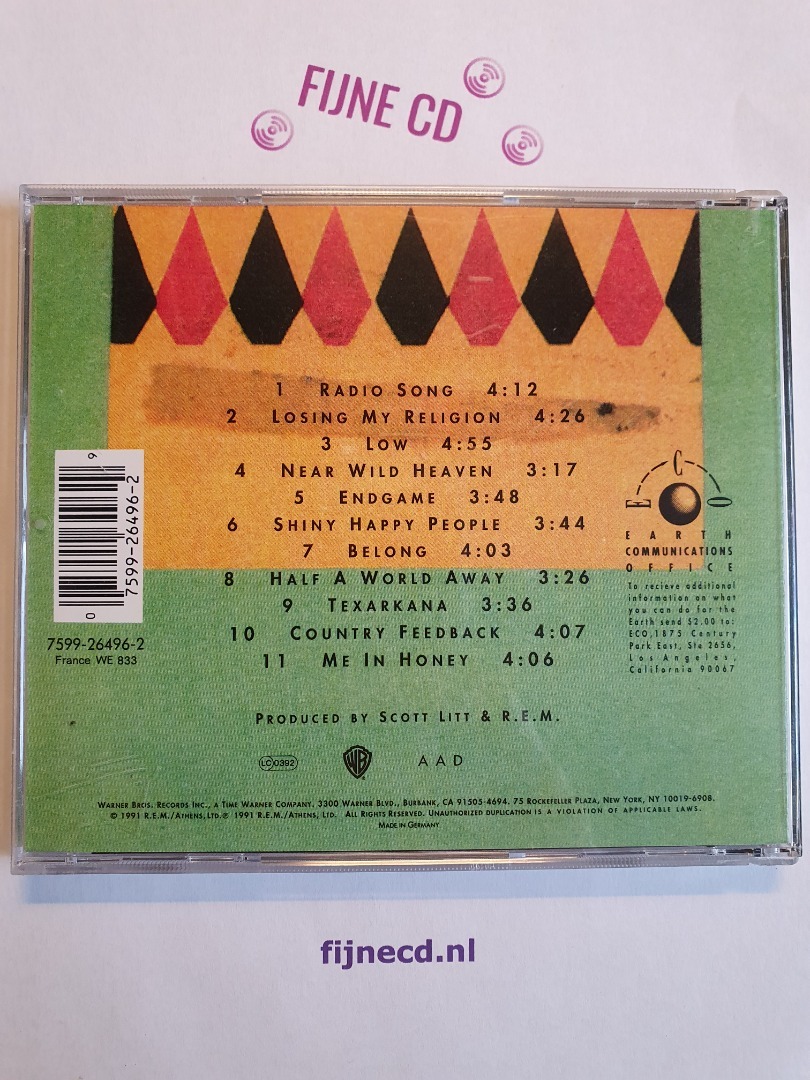 FIJNE CD
1 RADIO SONG 4:12
2 LOSING MY RELIGION 4:26
3 LOW 4:55
4 NEAR WILD HEAVEN 3:17
5 ENDGAME 3:48
6 SHINY HAPPY PEOPLE 3:44
7 BELONG 4:03
8 HALF A WORLD AWAY 3:26
9 TEXARKANA 3:36
10 COUNTRY FEEDBACK 4:07
11 ME IN HONEY 4:06
9
7599-26496-2
0
7599-26496-2
France WE 833
E C O
EARTH
COMMUNICATIONS
OFFICE
To recieve additional
information on what
you can do for the
Earth send $2.00 to:
ECO,1875 Century
Park East, Ste 2656,
Los Angeles,
California 90067
PRODUCED BY SCOTT LITT & R.E.M.
LC 0392
WB
AAD
WARNER BROS. RECORDS INC., A TIME WARNER COMPANY. 3300 WARNER BLVD., BURBANK, CA 91505-4694. 75 ROCKEFELLER PLAZA, NEW YORK, NY 10019-6908.
© 1991 R.E.M./ATHENS, LTD. ℗ 1991 R.E.M./ATHENS, LTD. ALL RIGHTS RESERVED. UNAUTHORIZED DUPLICATION IS A VIOLATION OF APPLICABLE LAWS.
MADE IN GERMANY
fijnecd.nl